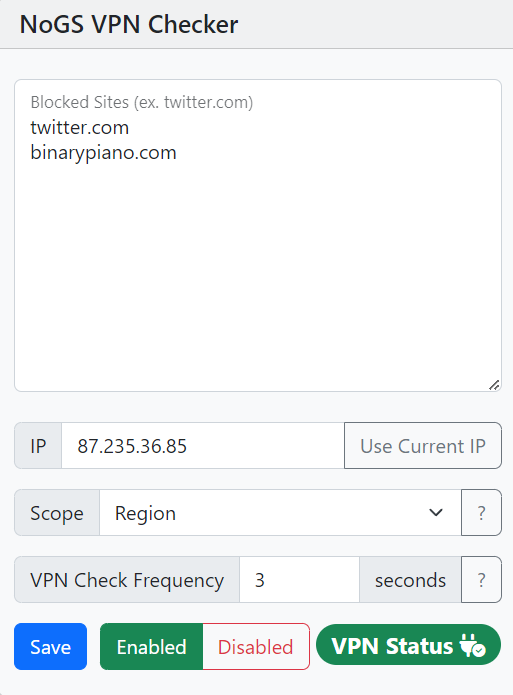 NoGS VPN Checker
Blocked Sites (ex. twitter.com)
twitter.com
binarypiano.com
IP 87.235.36.85 Use Current IP
Scope Region ?
VPN Check Frequency 3 seconds ?
Save Enabled Disabled VPN Status